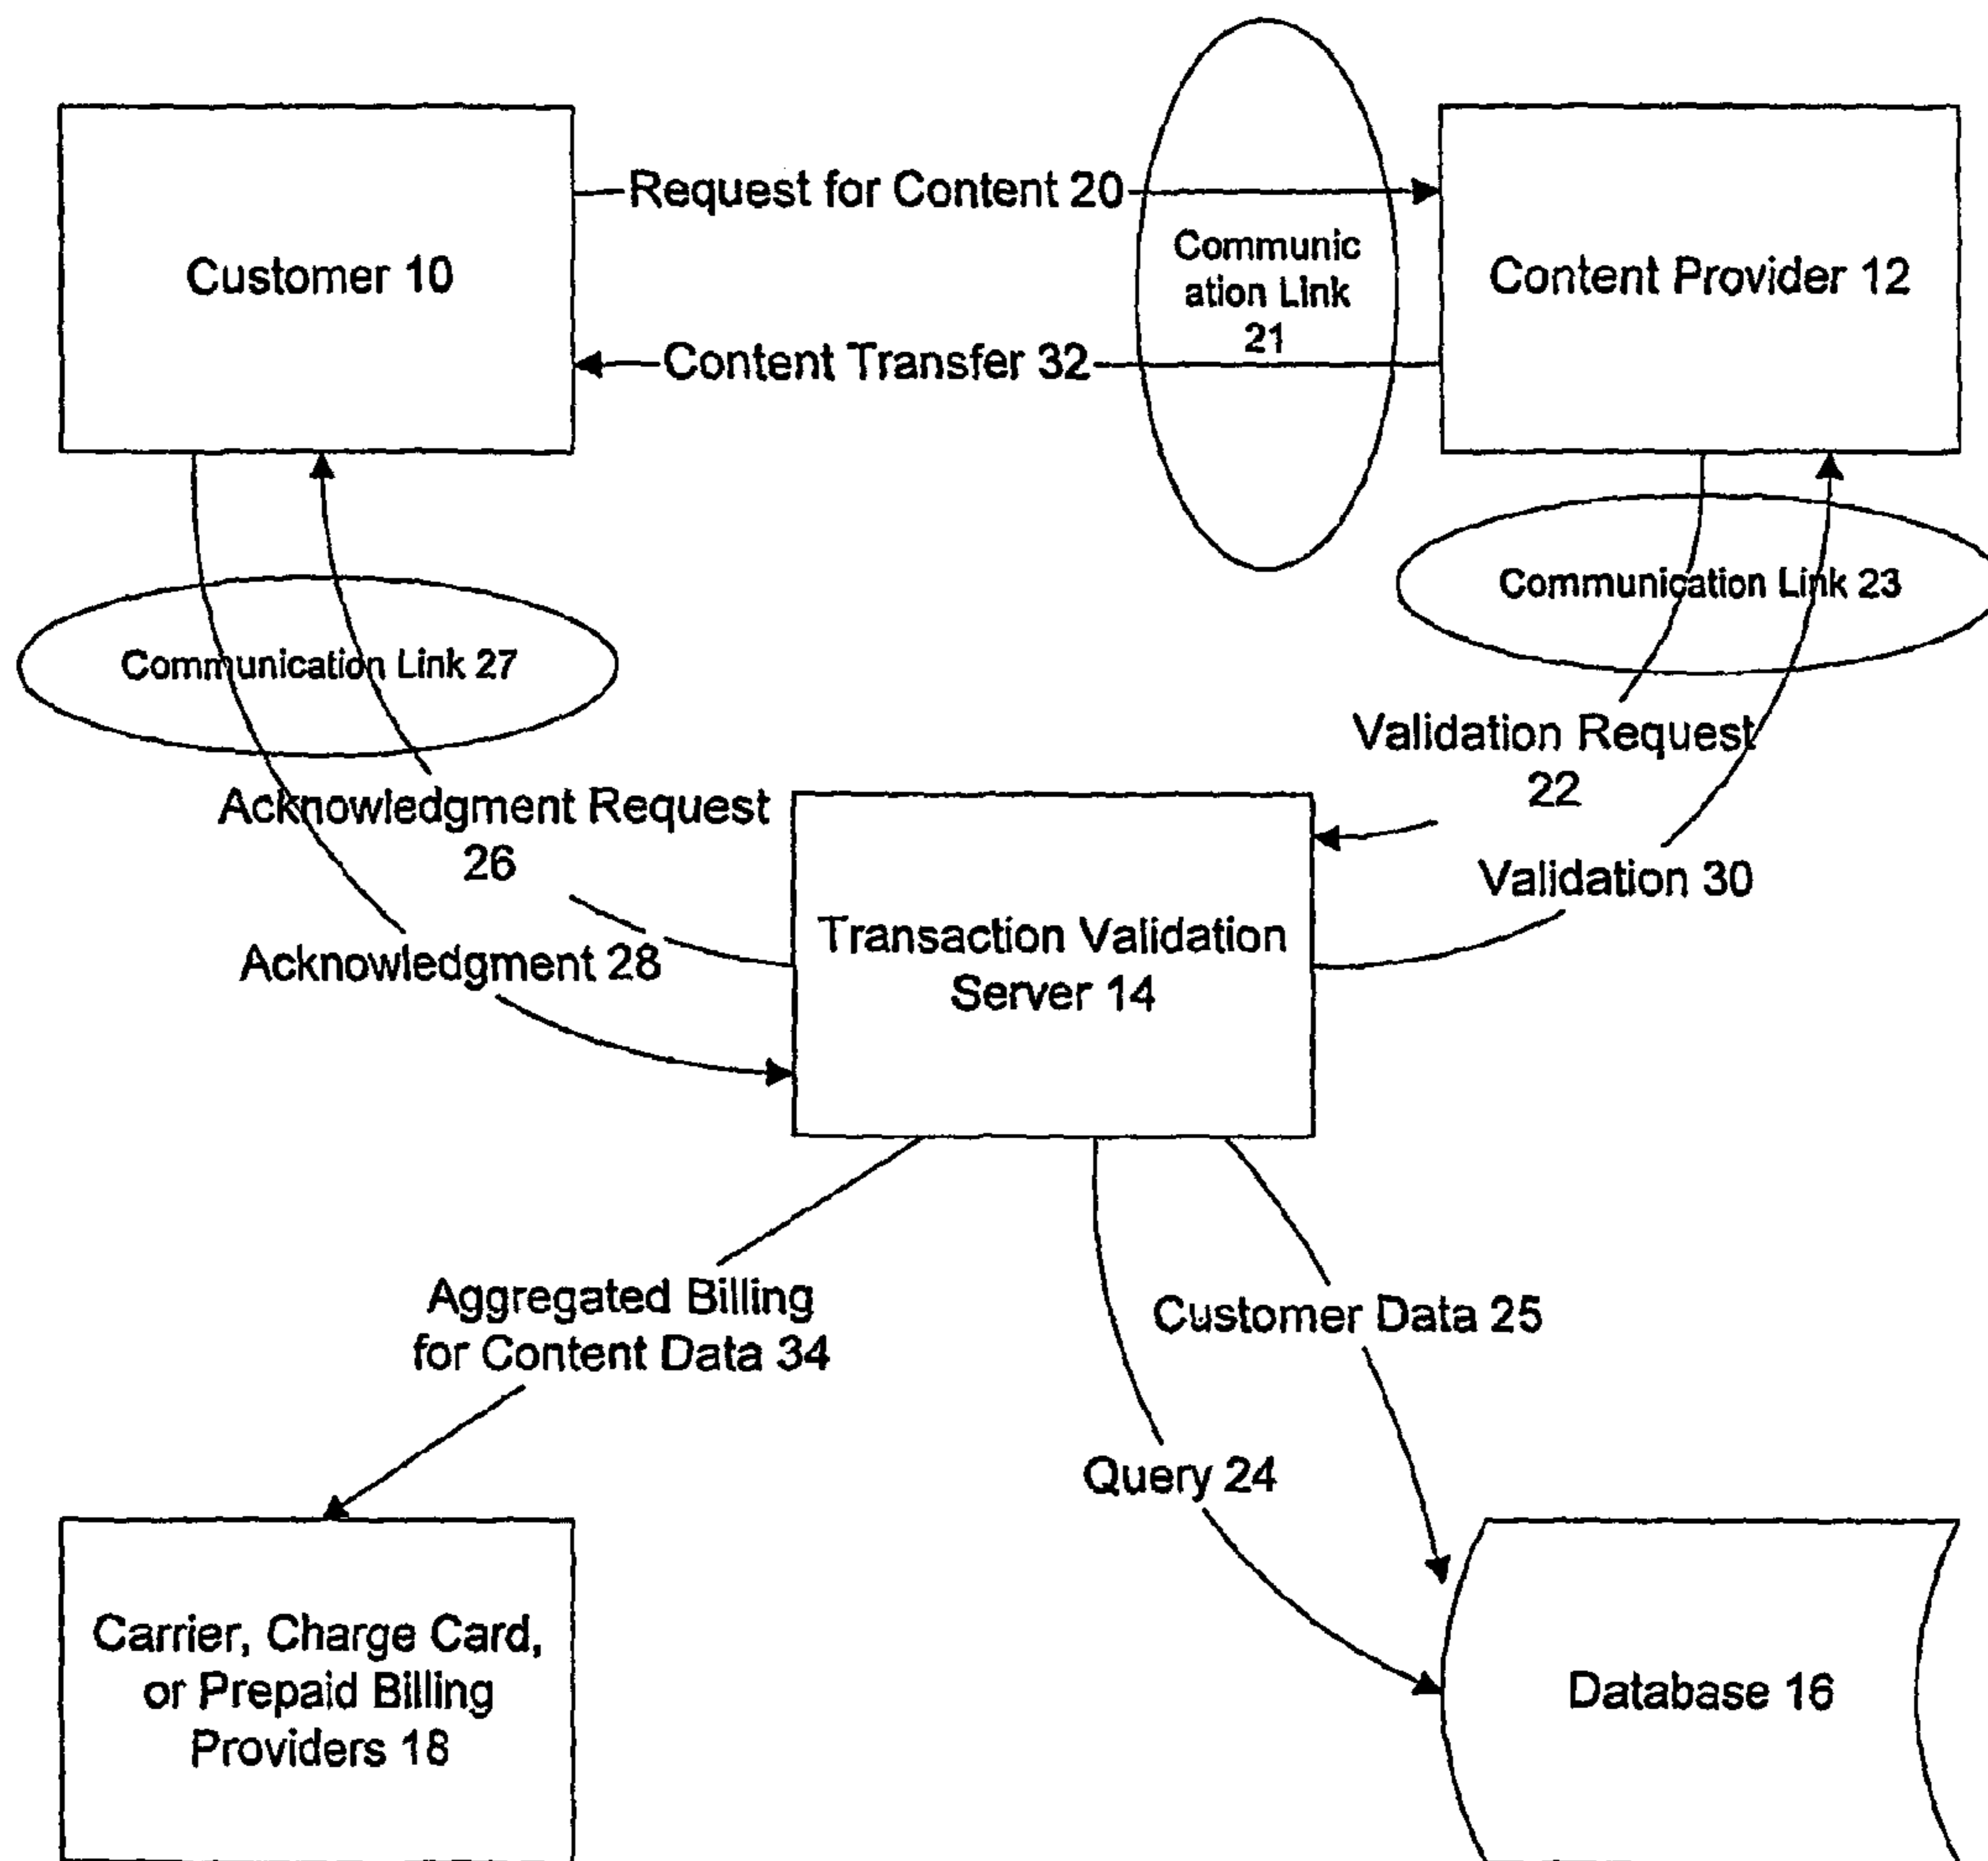 Request for Content 20
Customer 10
Communic
ation Link
21
Content Provider 12
Content Transfer 32
Communication Link 27
Communication Link 23
Validation Request
22
Acknowledgment Request
26
Validation 30
Acknowledgment 28
Transaction Validation
Server 14
Aggregated Billing
for Content Data 34
Customer Data 25
Query 24
Carrier, Charge Card,
or Prepaid Billing
Providers 18
Database 16